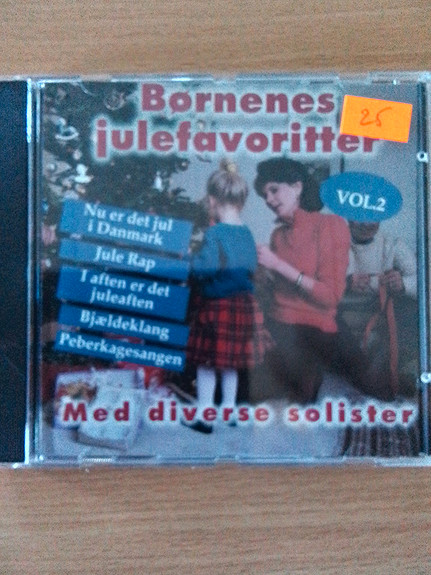 Børnenes
julefavoritter
25
VOL.2
Nu er det jul
i Danmark
Jule Rap
I aften er det
juleaften
Bjældeklang
Peberkagesangen
Med diverse solister